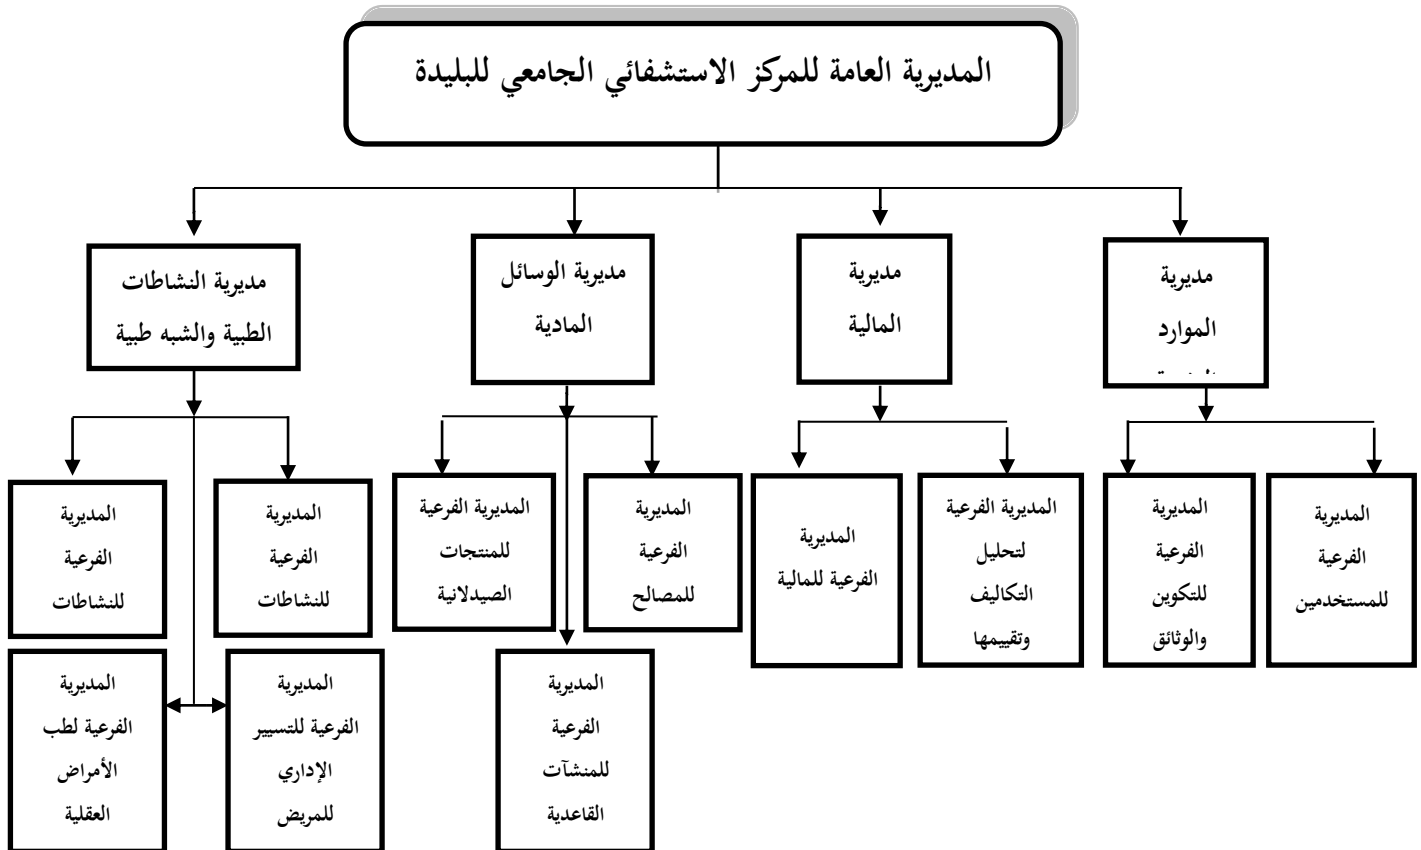 المديرية العامة للمركز الاستشفائي الجامعي للبليدة
مديرية
الموارد
مديرية
المالية
مديرية الوسائل
المادية
مديرية النشاطات
الطبية والشبه طبية
المديرية
الفرعية
للمستخدمين
المديرية
الفرعية
للتكوين
والوثائق
المديرية الفرعية
لتحليل
التكاليف
وتقييمها
المديرية
الفرعية للمالية
المديرية
الفرعية
للمصالح
المديرية الفرعية
للمنتجات
الصيدلانية
المديرية
الفرعية
للنشاطات
المديرية
الفرعية
للنشاطات
المديرية
الفرعية
للمنشآت
القاعدية
المديرية
الفرعية للتسيير
الإداري
للمريض
المديرية
الفرعية لطب
الأمراض
العقلية